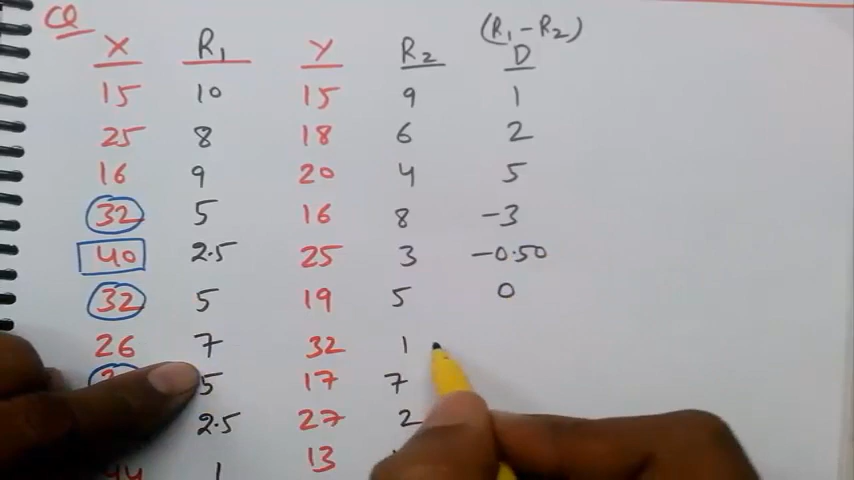 CQ
(R₁-R₂)
X R₁ Y R₂ D
15 10 15 9 1
25 8 18 6 2
16 9 20 4 5
32 5 16 8 -3
40 2.5 25 3 -0.50
32 5 19 5 0
26 7 32 1
5 17 7
2.5 27 2
44 1 13